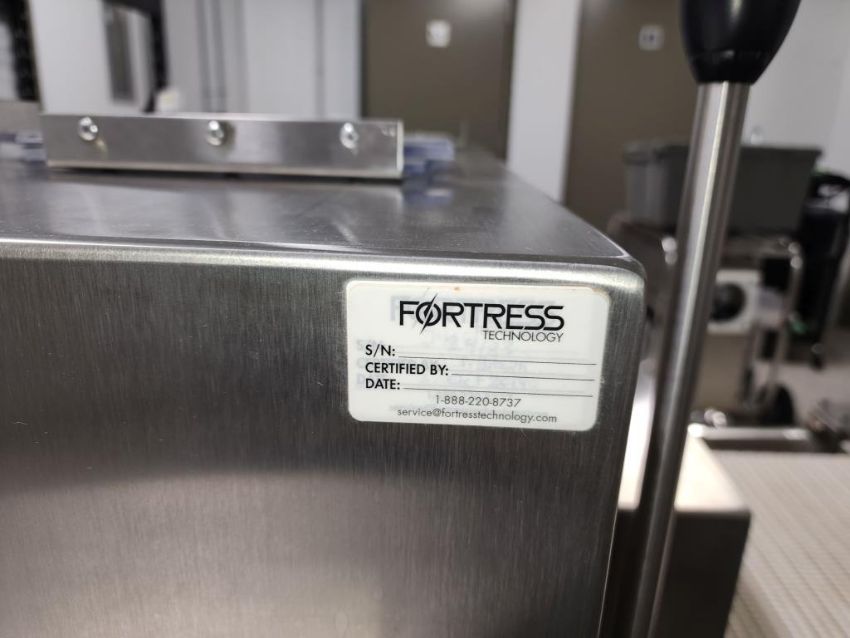 FORTRESS
TECHNOLOGY
S/N:
CERTIFIED BY:
DATE:
1-888-220-8737
service@fortresstechnology.com